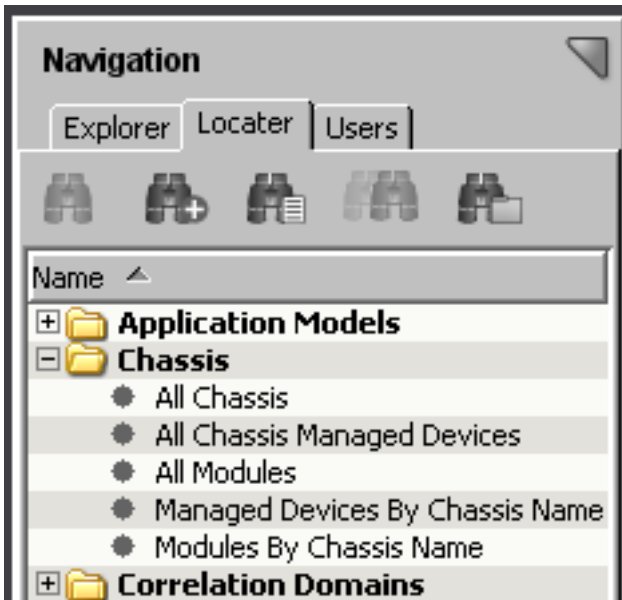 Navigation
Explorer Locater Users
Name
Application Models
Chassis
All Chassis
All Chassis Managed Devices
All Modules
Managed Devices By Chassis Name
Modules By Chassis Name
Correlation Domains